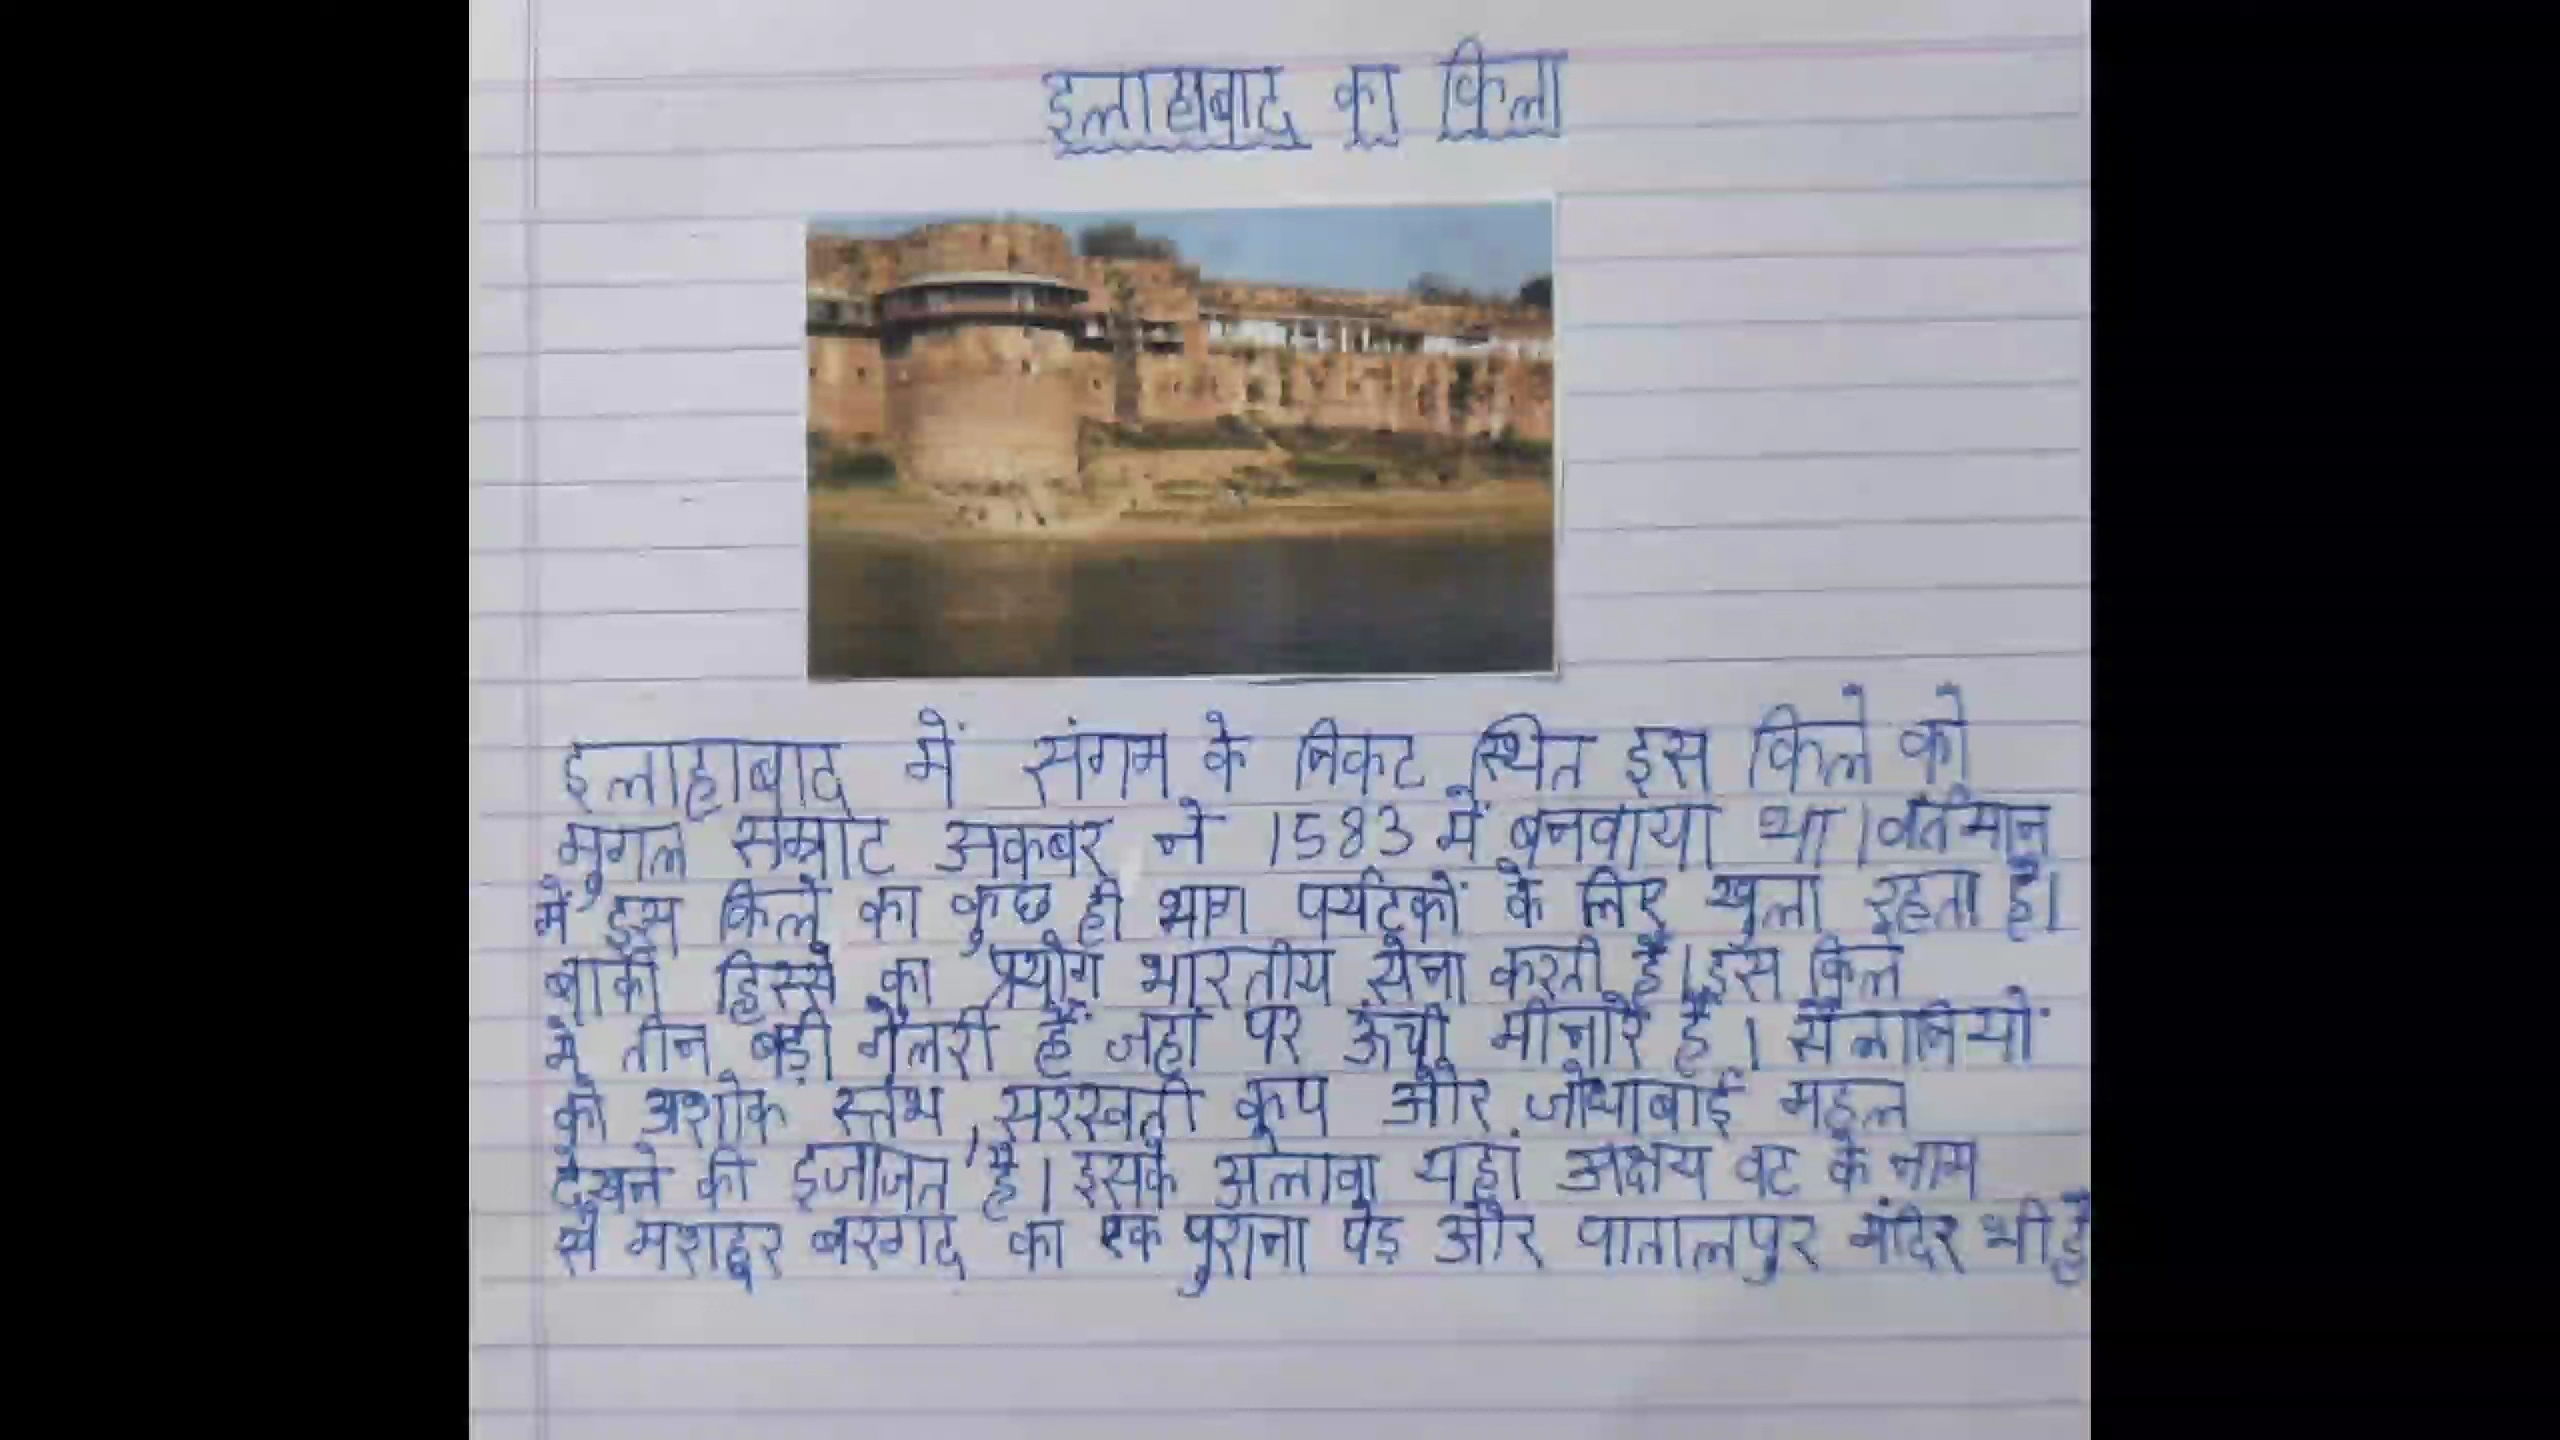 इलाहाबाद का किला
इलाहाबाद में संगम के निकट स्थित इस किले को
मुगल सम्राट अकबर ने 1583 में बनवाया था। वर्तमान
में इस किले का कुछ ही भाग पर्यटकों के लिए खुला रहता है।
बाकी हिस्से का प्रयोग भारतीय सेना करती है। इस किले
में तीन बड़ी गैलरी हैं जहां पर ऊंची मीनारें हैं। सैलानियों
को अशोक स्तंभ, सरस्वती कूप और जोधाबाई महल
देखने की इजाजत है। इसके अलावा यहां अक्षय वट के नाम
से मशहूर बरगद का एक पुराना पेड़ और पातालपुर मंदिर भी है